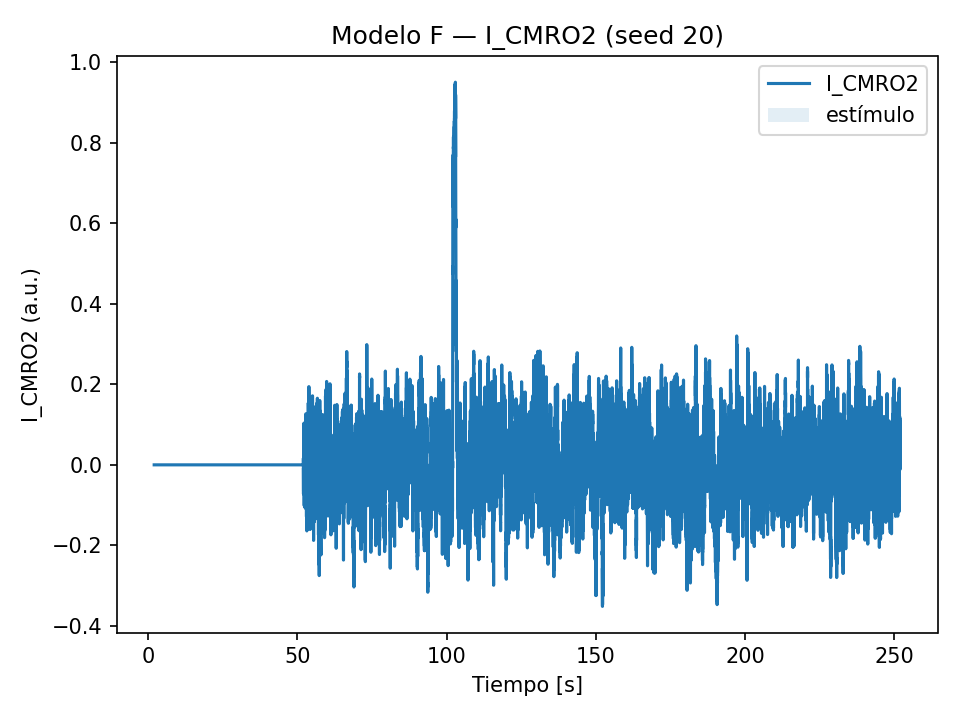 Modelo F — I_CMRO2 (seed 20)
I_CMRO2
estímulo
I_CMRO2 (a.u.)
1.0
0.8
0.6
0.4
0.2
0.0
−0.2
−0.4
0
50
100
150
200
250
Tiempo [s]